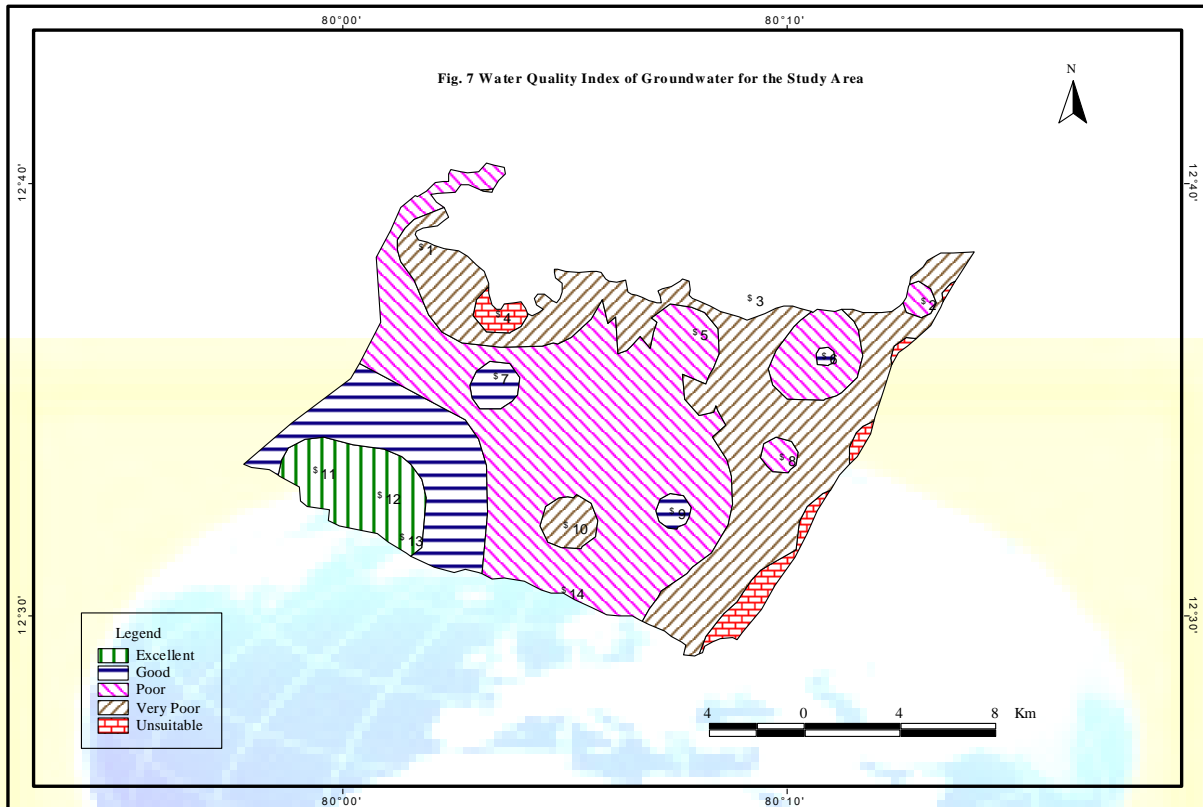 80°00' 80°10'
Fig. 7 Water Quality Index of Groundwater for the Study Area
N
12°40' 12°40'
$ 1
$ 2
$ 3
$ 4
$ 5
$ 6
$ 7
$ 8
$ 11
$ 12
$ 9
$ 10
$ 13
$ 14
12°30' 12°30'
Legend
Excellent
Good
Poor
Very Poor
Unsuitable
4 0 4 8 Km
80°00' 80°10'